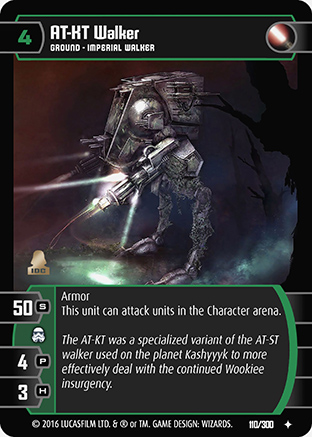 4 AT-KT Walker
GROUND - IMPERIAL WALKER
IDC
50 S
Armor
This unit can attack units in the Character arena.
4 P
3 H
The AT-KT was a specialized variant of the AT-ST
walker used on the planet Kashyyyk to more
effectively deal with the continued Wookiee
insurgency.
© 2016 LUCASFILM LTD. & ® or TM. GAME DESIGN: WIZARDS. 110/300